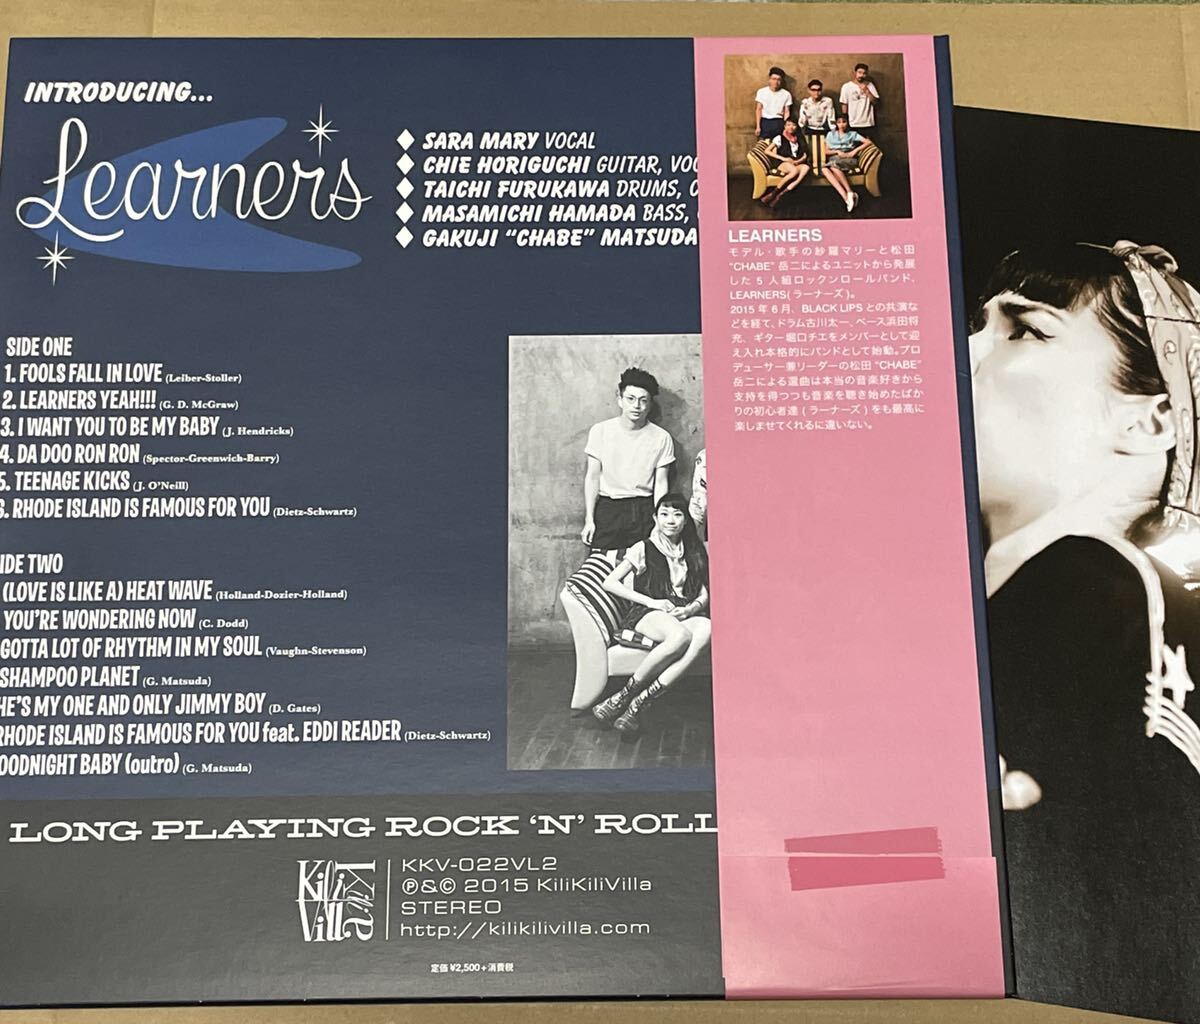 INTRODUCING...
Learners
◆ SARA MARY VOCAL
◆ CHIE HORIGUCHI GUITAR,
◆ TAICHI FURUKAWA DRUMS,
◆ MASAMICHI HAMADA BASS,
◆ GAKUJI “CHABE” MATSUDA
SIDE ONE
1. FOOLS FALL IN LOVE (Leiber-Stoller)
2. LEARNERS YEAH!!! (G. D. McGraw)
3. I WANT YOU TO BE MY BABY (J. Hendricks)
4. DA DOO RON RON (Spector-Greenwich-Barry)
5. TEENAGE KICKS (J. O'Neill)
6. RHODE ISLAND IS FAMOUS FOR YOU (Dietz-Schwartz)
IDE TWO
(LOVE IS LIKE A) HEAT WAVE (Holland-Dozier-Holland)
YOU'RE WONDERING NOW (C. Dodd)
GOTTA LOT OF RHYTHM IN MY SOUL (Vaughn-Stevenson)
SHAMPOO PLANET (G. Matsuda)
HE'S MY ONE AND ONLY JIMMY BOY (D. Gates)
RHODE ISLAND IS FAMOUS FOR YOU feat. EDDI READER (Dietz-Schwartz)
OODNIGHT BABY (outro) (G. Matsuda)
LONG PLAYING ROCK ‘N’ ROLL
KiliKiliVilla
KKV-022VL2
℗&© 2015 KiliKiliVilla
STEREO
http://kilikilivilla.com
定価 ¥2,500+消費税
LEARNERS
モデル・歌手の紗羅マリーと松田
“CHABE” 岳二によるユニットから発展
した 5 人組ロックンロールバンド、
LEARNERS(ラーナーズ)。
2015 年 6 月、BLACK LIPS との共演な
どを経て、ドラム古川太一、ベース浜田将
充、ギター堀口チエをメンバーとして迎
え入れ本格的にバンドとして始動。プロ
デューサー兼リーダーの松田 “CHABE”
岳二による選曲は本当の音楽好きから
支持を得つつも音楽を聴き始めたばか
りの初心者達 (ラーナーズ) をも最高に
楽しませてくれるに違いない。